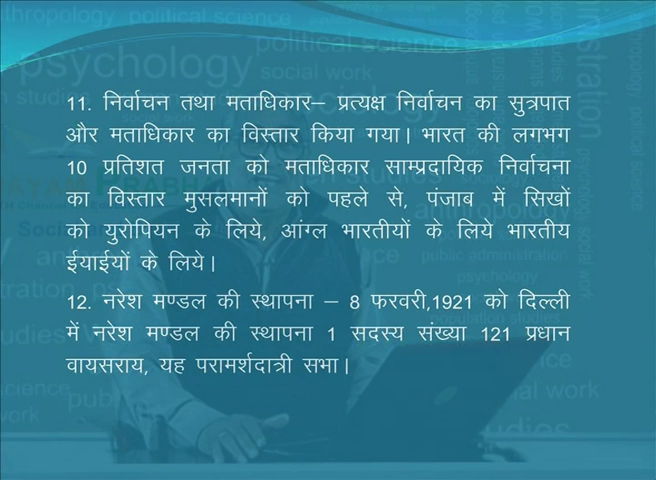 11. निर्वाचन तथा मताधिकार– प्रत्यक्ष निर्वाचन का सुत्रपात
और मताधिकार का विस्तार किया गया। भारत की लगभग
10 प्रतिशत जनता को मताधिकार साम्प्रदायिक निर्वाचना
का विस्तार मुसलमानों को पहले से, पंजाब में सिखों
को युरोपियन के लिये, आंग्ल भारतीयों के लिये भारतीय
ईयाईयों के लिये।
12. नरेश मण्डल की स्थापना – 8 फरवरी,1921 को दिल्ली
में नरेश मण्डल की स्थापना 1 सदस्य संख्या 121 प्रधान
वायसराय, यह परामर्शदात्री सभा।